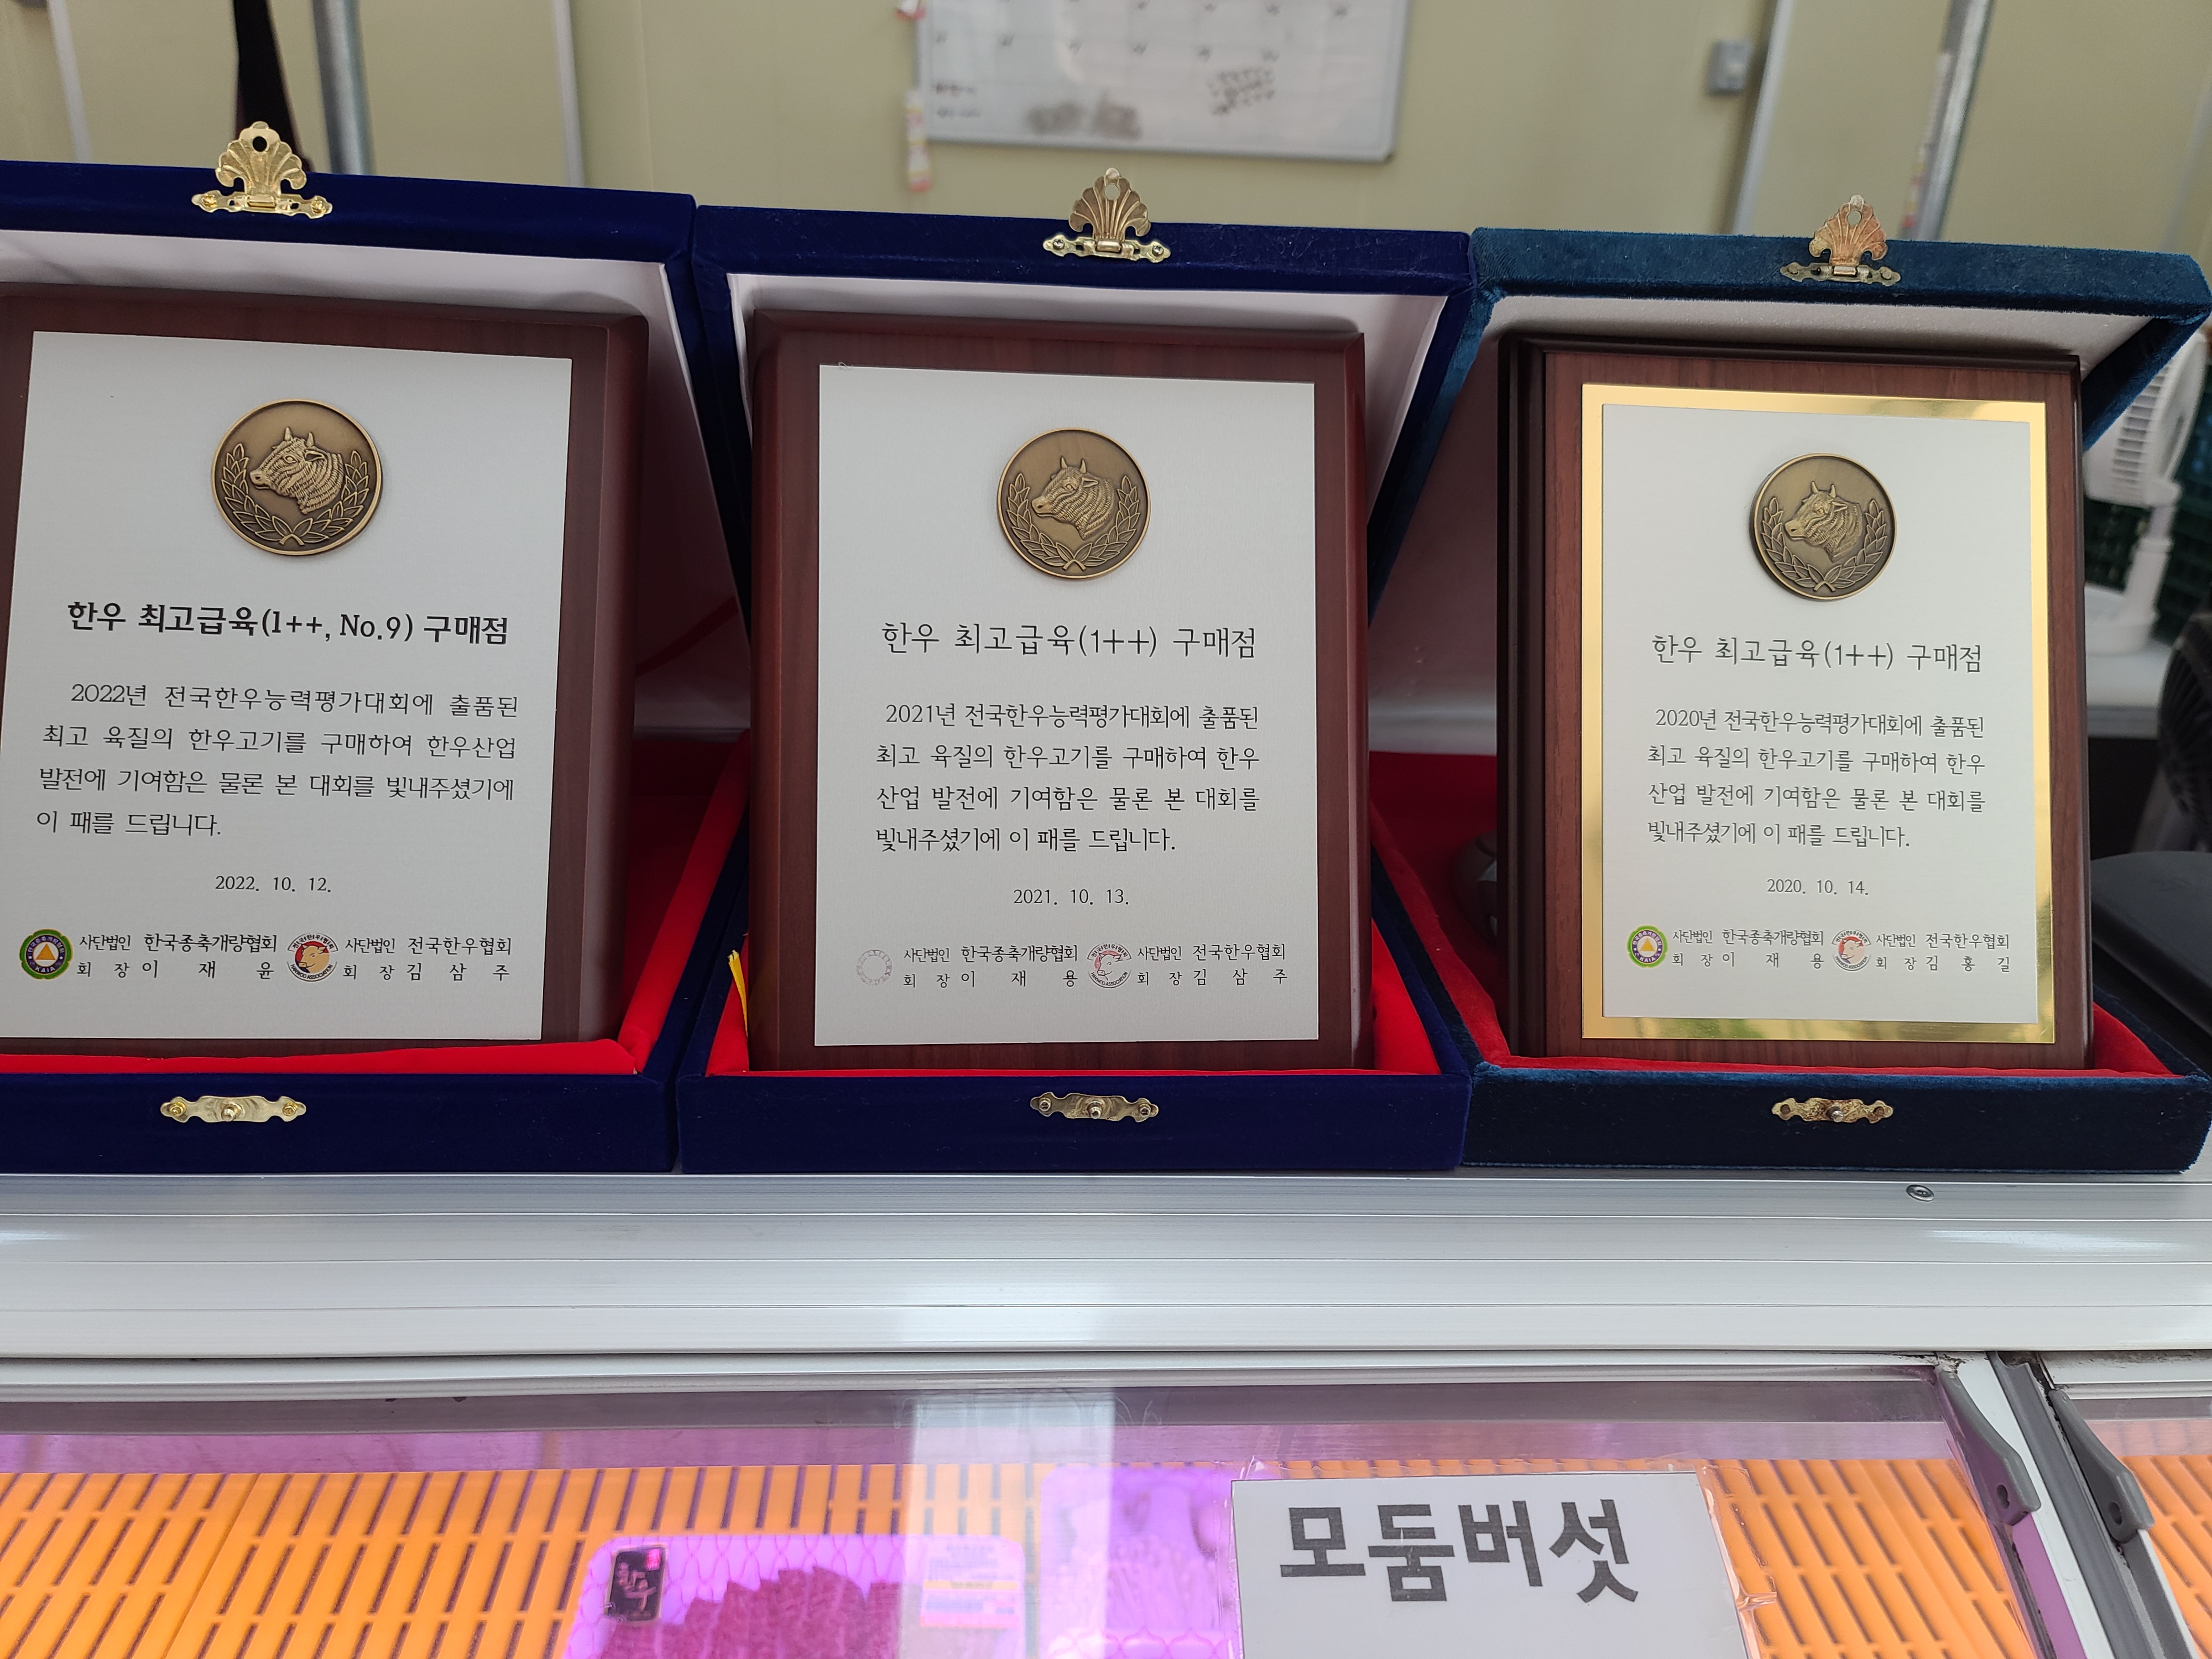 한우 최고급육(1++, No.9) 구매점
2022년 전국한우능력평가대회에 출품된
최고 육질의 한우고기를 구매하여 한우산업
발전에 기여함은 물론 본 대회를 빛내주셨기에
이 패를 드립니다.
2022. 10. 12.
사단법인 한국종축개량협회
회 장 이 재 윤
사단법인 전국한우협회
회 장 김 삼 주
한우 최고급육(1++) 구매점
2021년 전국한우능력평가대회에 출품된
최고 육질의 한우고기를 구매하여 한우
산업 발전에 기여함은 물론 본 대회를
빛내주셨기에 이 패를 드립니다.
2021. 10. 13.
사단법인 한국종축개량협회
회 장 이 재 용
사단법인 전국한우협회
회 장 김 삼 주
한우 최고급육(1++) 구매점
2020년 전국한우능력평가대회에 출품된
최고 육질의 한우고기를 구매하여 한우
산업 발전에 기여함은 물론 본 대회를
빛내주셨기에 이 패를 드립니다.
2020. 10. 14.
사단법인 한국종축개량협회
회 장 이 재 용
사단법인 전국한우협회
회 장 김 홍 길
한우
모둠버섯